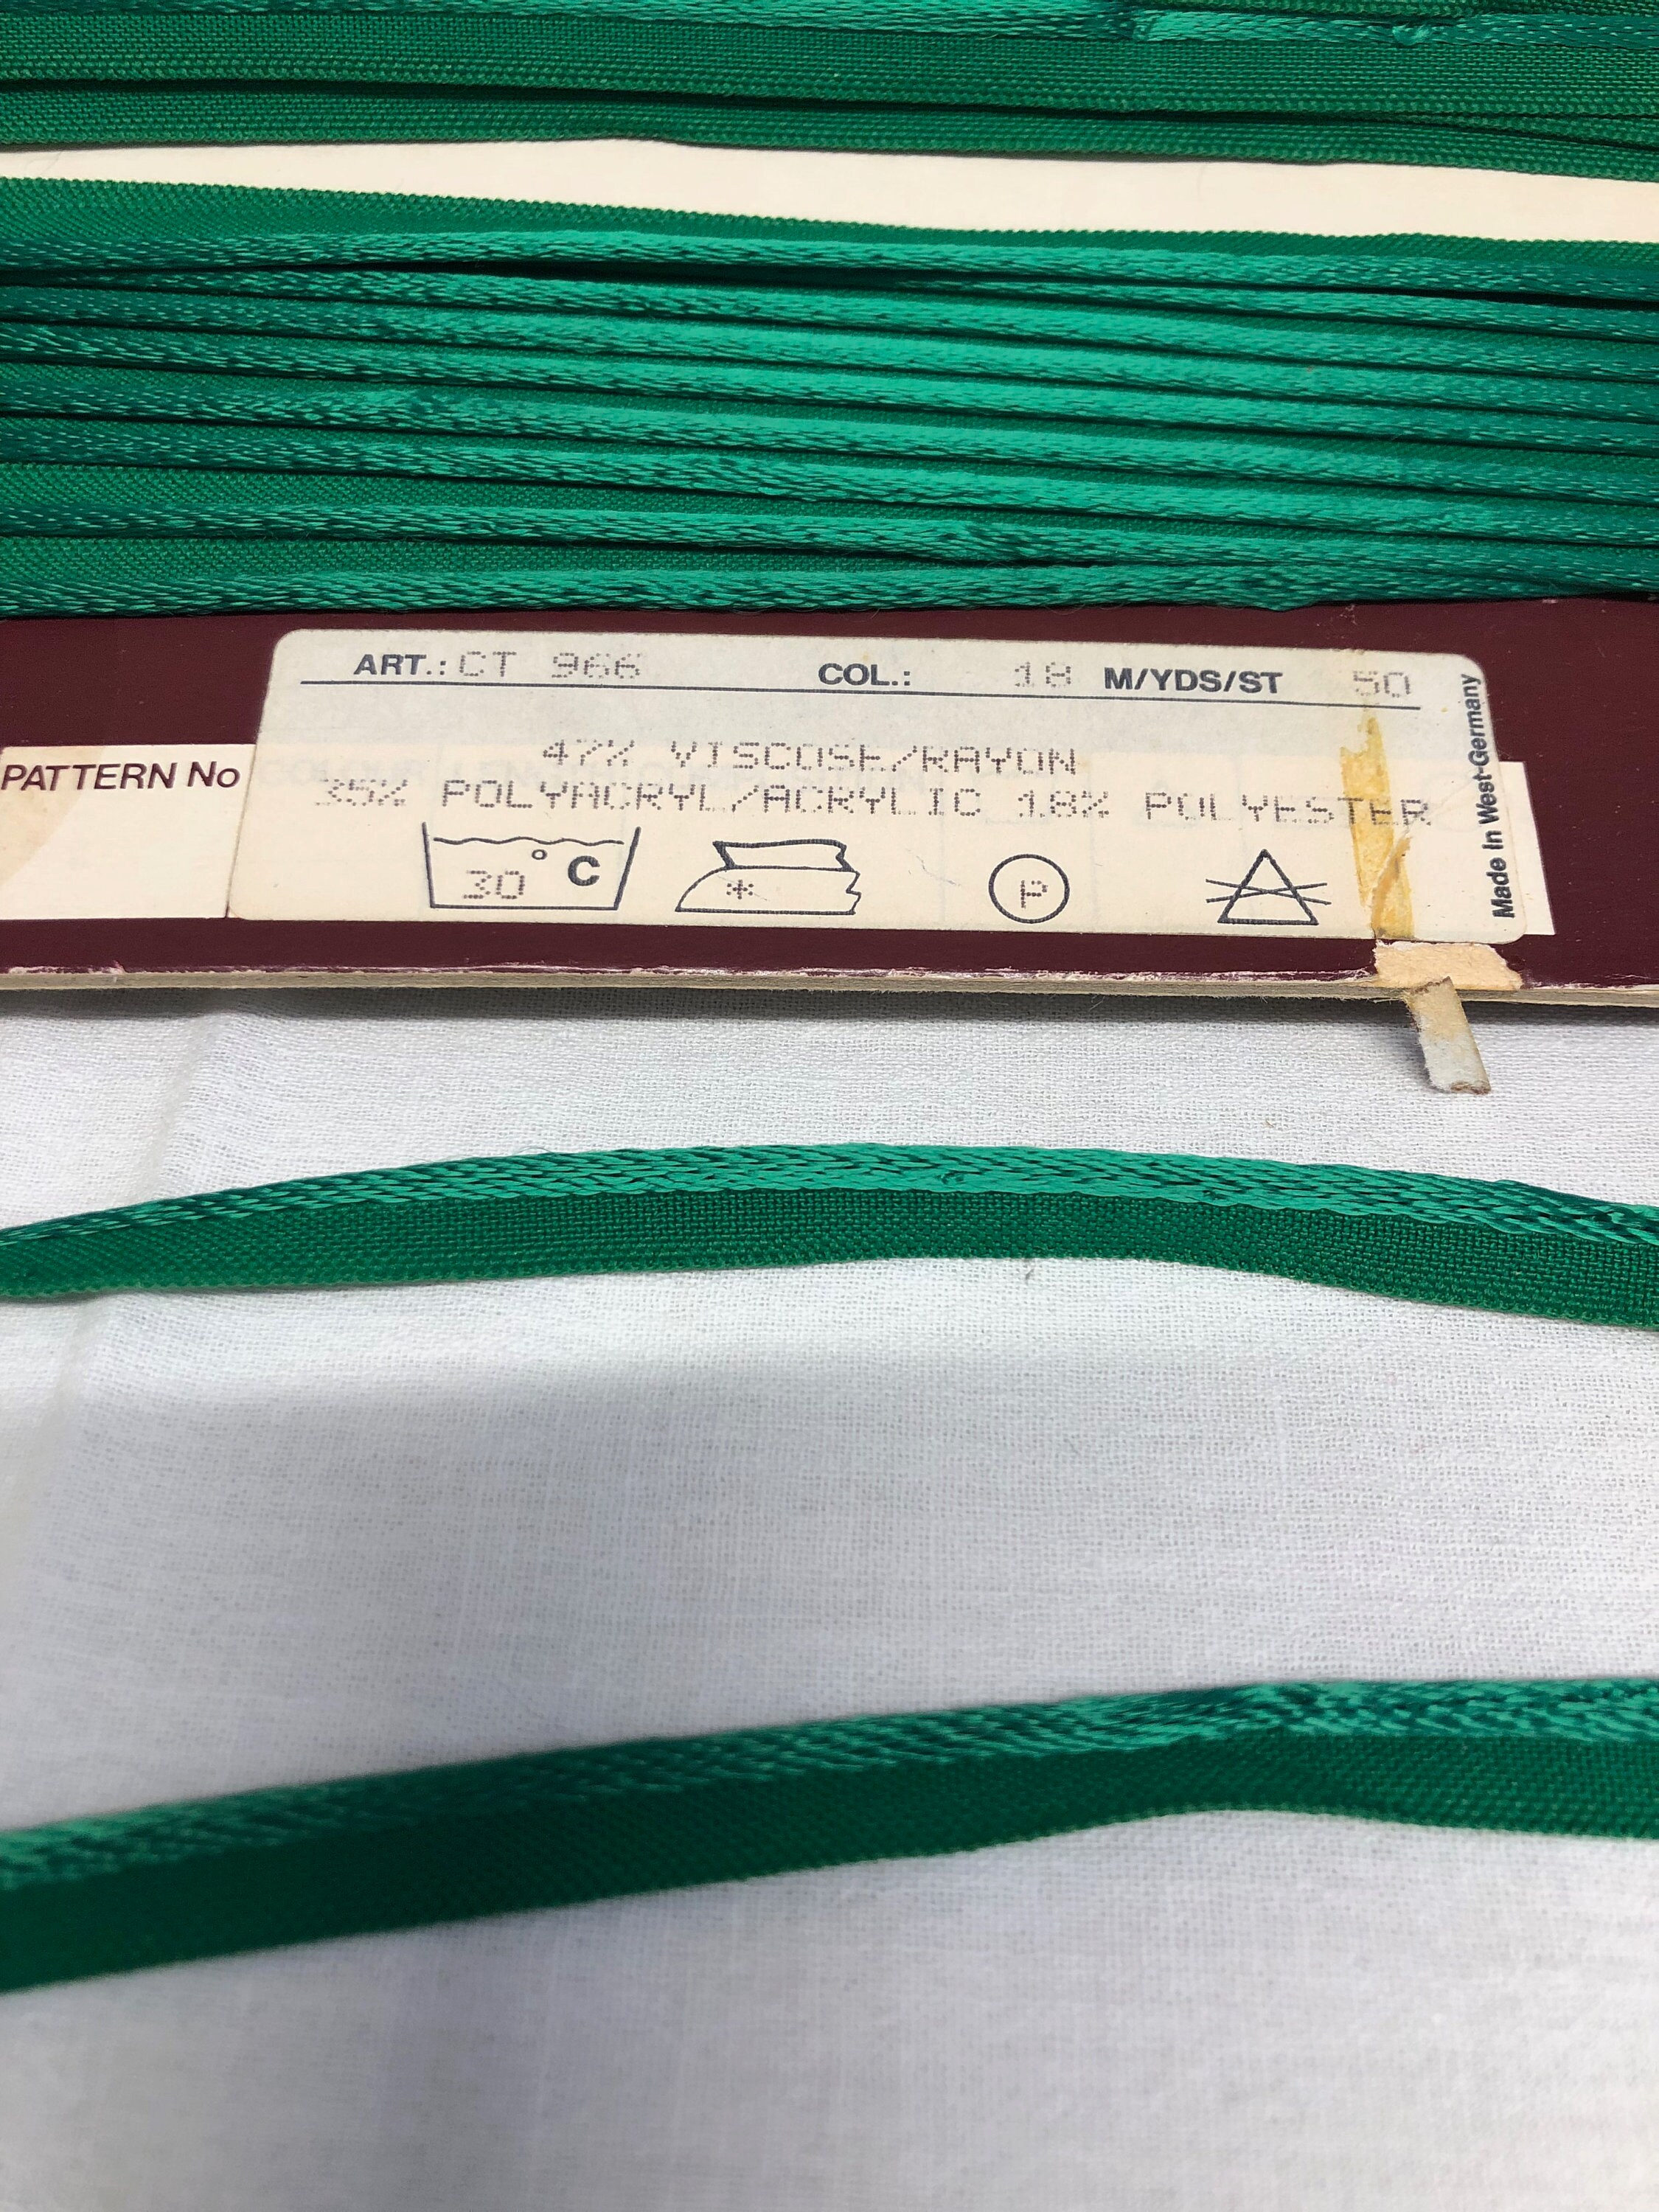 ART.: CT 966 COL.: 18 M/YDS/ST 50
47% VISCOSE/RAYON
35% POLYACRYL/ACRYLIC 18% POLYESTER
30 °C * P
Made In West-Germany
PATTERN No